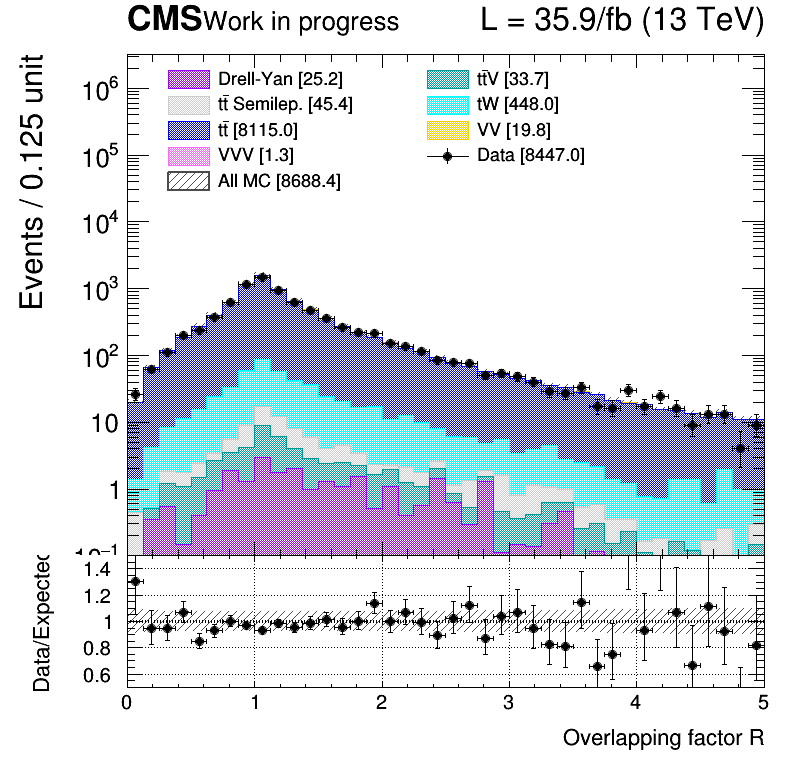 CMS Work in progress L = 35.9/fb (13 TeV)
Events / 0.125 unit
Drell-Yan [25.2]
tt̄V [33.7]
tt̄ Semilep. [45.4]
tW [448.0]
tt̄ [8115.0]
VV [19.8]
VVV [1.3]
Data [8447.0]
All MC [8688.4]
10⁶
10⁵
10⁴
10³
10²
10
1
10⁻¹
Data/Expected
1.4
1.2
1
0.8
0.6
0 1 2 3 4 5
Overlapping factor R